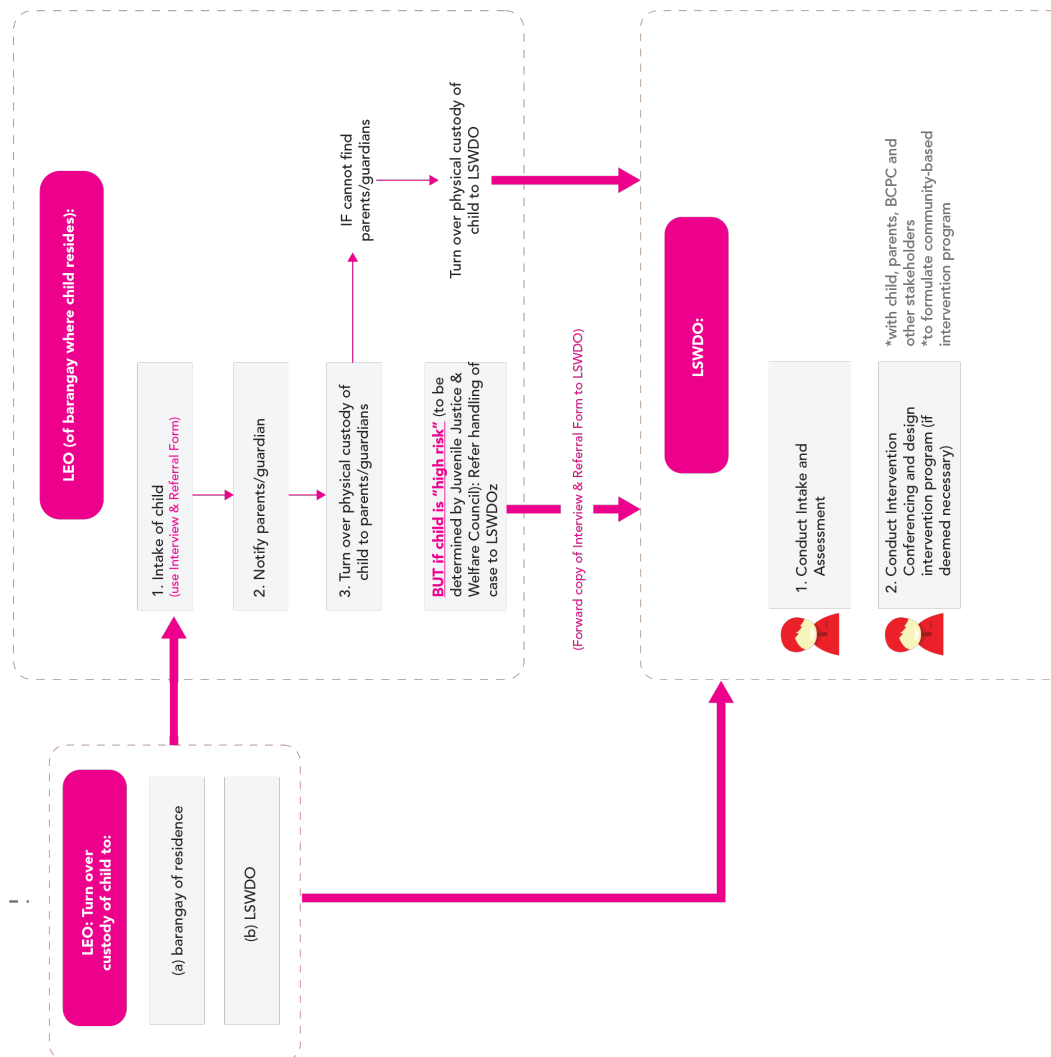 LEO: Turn over
custody of child to:
(a) barangay of residence
(b) LSWDO
LEO (of barangay where child resides):
1. Intake of child
(use Interview & Referral Form)
2. Notify parents/guardian
3. Turn over physical custody of
child to parents/guardians
IF cannot find
parents/guardians
Turn over physical custody of
child to LSWDO
BUT if child is “high risk” (to be
determined by Juvenile Justice &
Welfare Council): Refer handling of
case to LSWDOz
(Forward copy of Interview & Referral Form to LSWDO)
LSWDO:
1. Conduct Intake and
Assessment
2. Conduct Intervention
Conferencing and design
intervention program (if
deemed necessary)
*with child, parents, BCPC and
other stakeholders
*to formulate community-based
intervention program